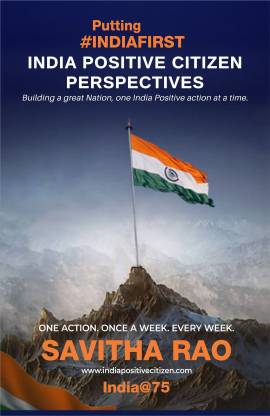 Putting
#INDIAFIRST
INDIA POSITIVE CITIZEN
PERSPECTIVES
Building a great Nation, one India Positive action at a time.
ONE ACTION. ONCE A WEEK. EVERY WEEK.
SAVITHA RAO
www.indiapositivecitizen.com
India@75